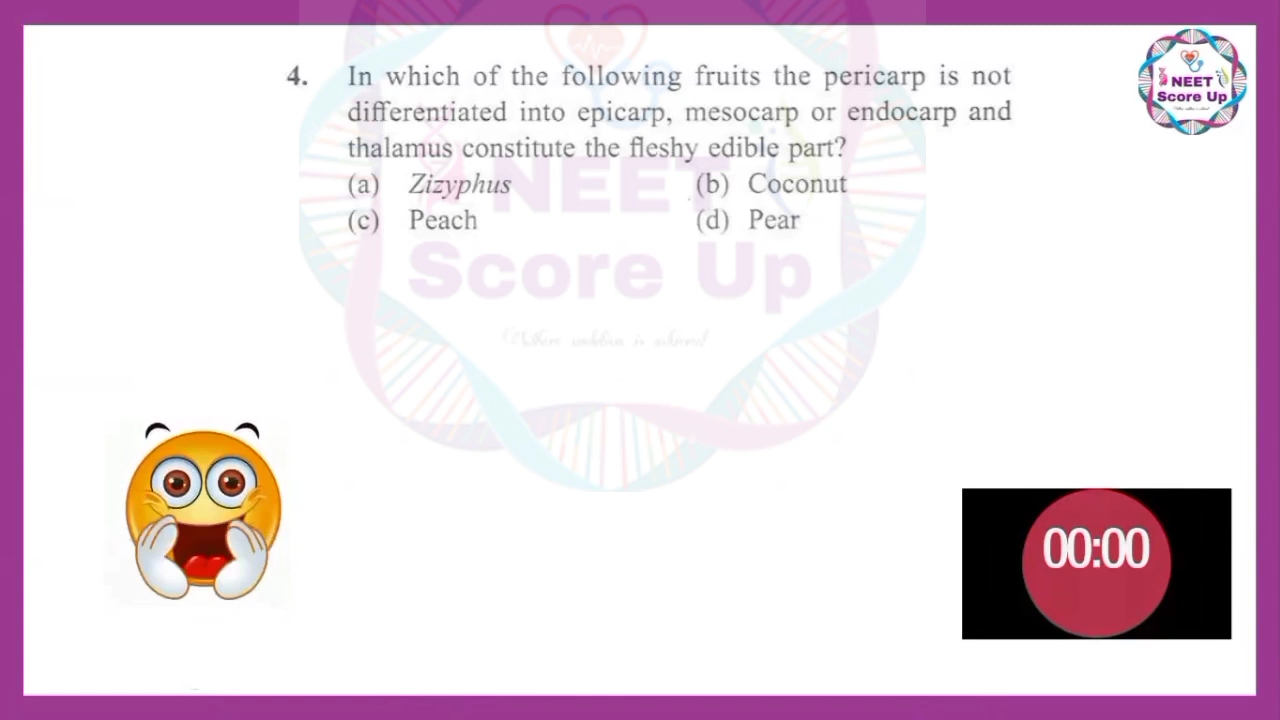 4. In which of the following fruits the pericarp is not
differentiated into epicarp, mesocarp or endocarp and
thalamus constitute the fleshy edible part?
(a) Zizyphus (b) Coconut
(c) Peach (d) Pear
NEET
Score Up
NEET
Score Up
00:00